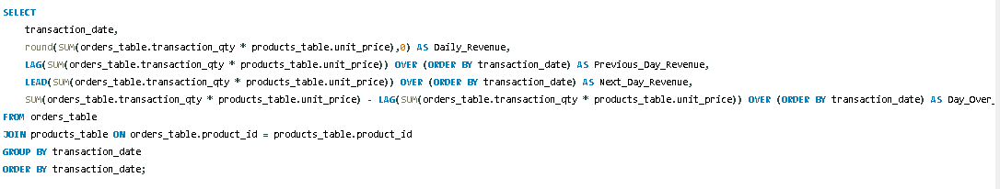 SELECT
transaction_date,
round(SUM(orders_table.transaction_qty * products_table.unit_price),0) AS Daily_Revenue,
LAG(SUM(orders_table.transaction_qty * products_table.unit_price)) OVER (ORDER BY transaction_date) AS Previous_Day_Revenue,
LEAD(SUM(orders_table.transaction_qty * products_table.unit_price)) OVER (ORDER BY transaction_date) AS Next_Day_Revenue,
SUM(orders_table.transaction_qty * products_table.unit_price) - LAG(SUM(orders_table.transaction_qty * products_table.unit_price)) OVER (ORDER BY transaction_date) AS Day_Over_
FROM orders_table
JOIN products_table ON orders_table.product_id = products_table.product_id
GROUP BY transaction_date
ORDER BY transaction_date;